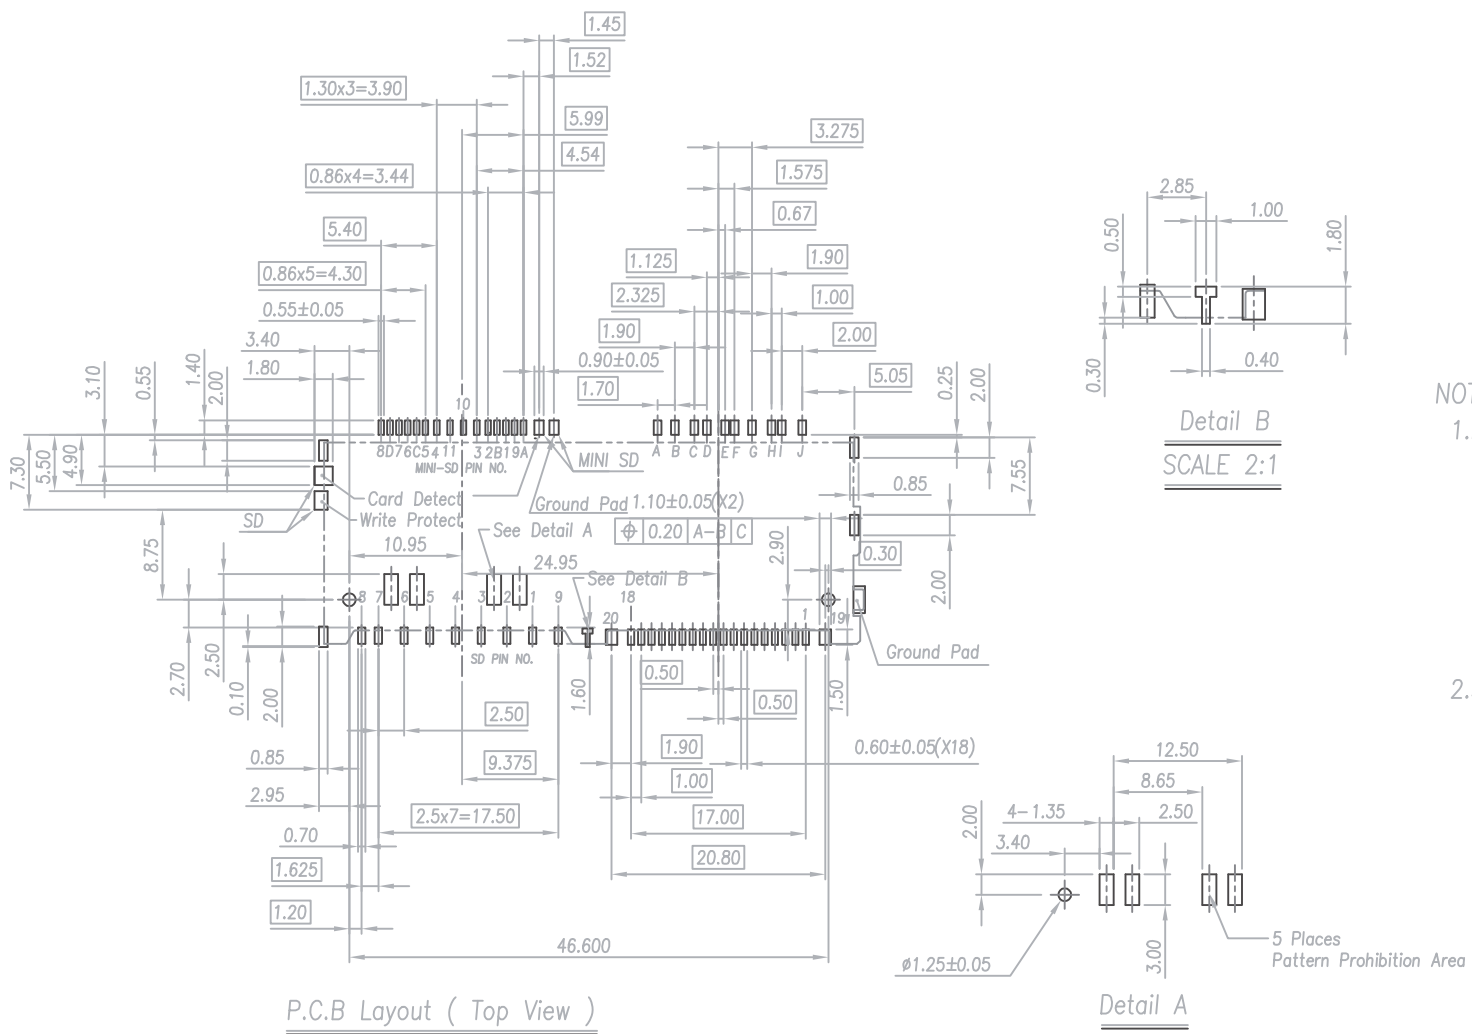 1.45
1.52
1.30x3=3.90
5.99
4.54
0.86x4=3.44
5.40
0.86x5=4.30
0.55±0.05
3.40
1.80
3.10
0.55
1.40
2.00
3.275
1.575
0.67
1.125
1.90
2.325
1.00
1.90
2.00
0.90±0.05
1.70
5.05
0.25
2.00
10
8D76C5411 3 2B19A
MINI-SD PIN NO.
MINI SD
A B C D E F G H I J
7.30
5.50
4.90
Card Detect
Ground Pad
1.10±0.05(X2)
0.85
7.55
SD
Write Protect
See Detail A
⌖ 0.20 A-B C
8.75
10.95
24.95
2.90
0.30
2.00
See Detail B
8 7 6 5 4 3 2 1 9
18
20
1
19
SD PIN NO.
Ground Pad
2.70
2.50
0.10
2.00
1.60
0.50
0.50
1.50
2.50
0.85
9.375
1.90
0.60±0.05(X18)
2.95
1.00
2.5x7=17.50
17.00
0.70
20.80
1.625
1.20
46.600
P.C.B Layout ( Top View )
2.85
0.50
1.00
1.80
0.30
0.40
Detail B
SCALE 2:1
NOT
1.
2.
12.50
8.65
4-1.35
2.50
2.00
3.40
3.00
ø1.25±0.05
5 Places
Pattern Prohibition Area
Detail A